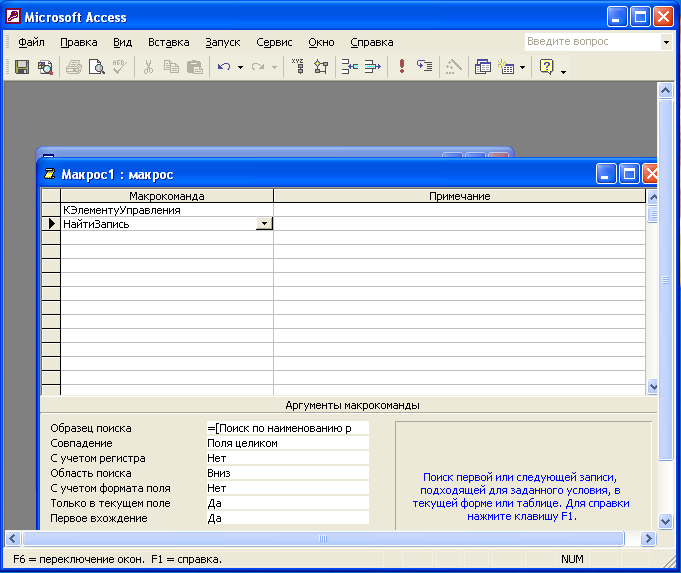 Microsoft Access
Файл Правка Вид Вставка Запуск Сервис Окно Справка Введите вопрос
Макрос1 : макрос
Макрокоманда Примечание
КЭлементуУправления
НайтиЗапись
Аргументы макрокоманды
Образец поиска =[Поиск по наименованию р
Совпадение Поля целиком
С учетом регистра Нет
Область поиска Вниз
С учетом формата поля Нет
Только в текущем поле Да
Первое вхождение Да
Поиск первой или следующей записи,
подходящей для заданного условия, в
текущей форме или таблице. Для справки
нажмите клавишу F1.
F6 = переключение окон. F1 = справка. NUM